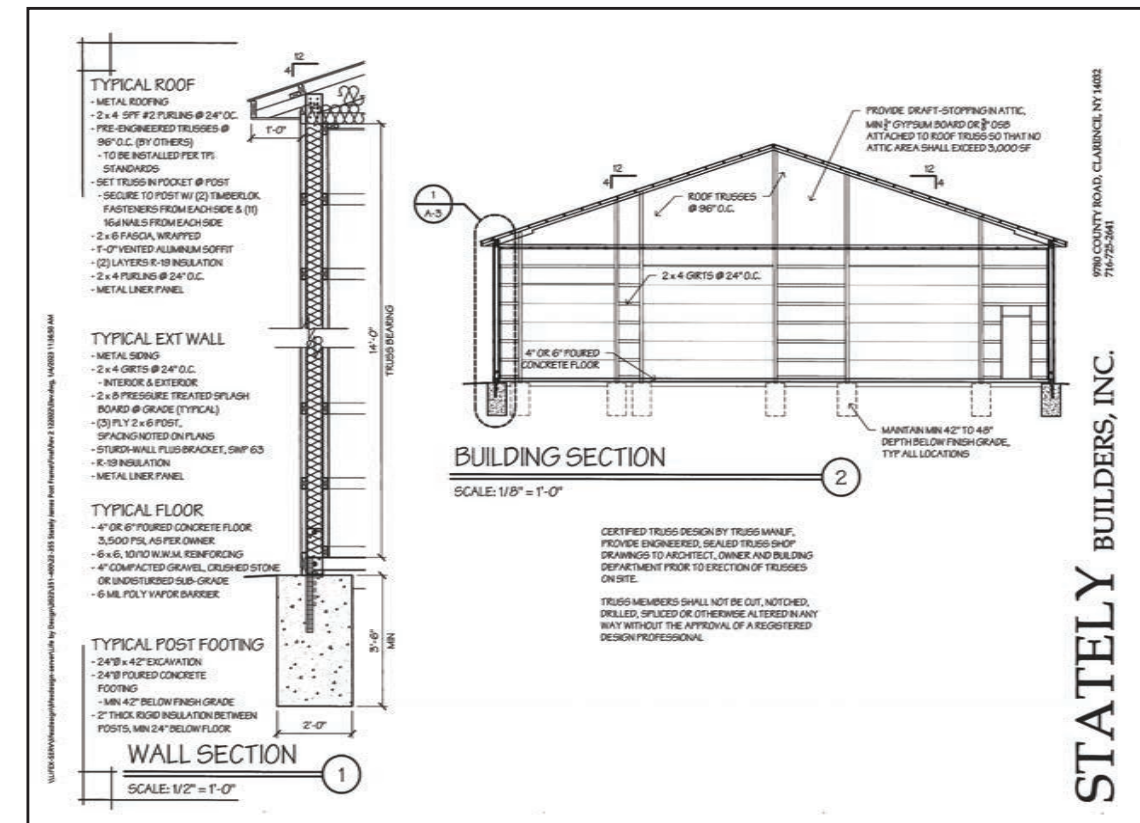 12
4
TYPICAL ROOF
- METAL ROOFING
- 2 x 4 SPF #2 PURLINS @ 24" O.C.
- PRE-ENGINEERED TRUSSES @
96" O.C. (BY OTHERS)
- TO BE INSTALLED PER TPI
STANDARDS
- SET TRUSS IN POCKET @ POST
- SECURE TO POST W/ (2) TIMBERLOK
FASTENERS FROM EACH SIDE & (11)
16d NAILS FROM EACH SIDE
- 2 x 6 FASCIA, WRAPPED
- 1'-0" VENTED ALUMINUM SOFFIT
- (2) LAYERS R-19 INSULATION
- 2 x 4 PURLINS @ 24" O.C.
- METAL LINER PANEL
TYPICAL EXT WALL
- METAL SIDING
- 2 x 4 GIRTS @ 24" O.C.
- INTERIOR & EXTERIOR
- 2 x 8 PRESSURE TREATED SPLASH
BOARD @ GRADE (TYPICAL)
- (3) PLY 2 x 6 POST,
SPACING NOTED ON PLANS
- STURDI-WALL PLUS BRACKET, SWP 63
- R-19 INSULATION
- METAL LINER PANEL
TYPICAL FLOOR
- 4" OR 6" POURED CONCRETE FLOOR
3,500 PSI, AS PER OWNER
- 6 x 6, 10/10 W.W.M. REINFORCING
- 4" COMPACTED GRAVEL, CRUSHED STONE
OR UNDISTURBED SUB-GRADE
- 6 MIL POLY VAPOR BARRIER
TYPICAL POST FOOTING
- 24"Ø x 42" EXCAVATION
- 24"Ø POURED CONCRETE
FOOTING
- MIN 42" BELOW FINISH GRADE
- 2" THICK RIGID INSULATION BETWEEN
POSTS, MIN 24" BELOW FLOOR
1'-0"
14'-0"
TRUSS BEARING
3'-6"
MIN
2'-0"
WALL SECTION
1
SCALE: 1/2" = 1'-0"
1
A-3
12
4
12
4
ROOF TRUSSES
@ 96" O.C.
PROVIDE DRAFT-STOPPING IN ATTIC,
ATTACHED TO ROOF TRUSS SO THAT NO
ATTIC AREA SHALL EXCEED 3,000 SF
2 x 4 GIRTS @ 24" O.C.
4" OR 6" POURED
CONCRETE FLOOR
MAINTAIN MIN 42" TO 48"
DEPTH BELOW FINISH GRADE,
TYP ALL LOCATIONS
BUILDING SECTION
2
SCALE: 1/8" = 1'-0"
CERTIFIED TRUSS DESIGN BY TRUSS MANUF,
PROVIDE ENGINEERED, SEALED TRUSS SHOP
DRAWINGS TO ARCHITECT, OWNER AND BUILDING
DEPARTMENT PRIOR TO ERECTION OF TRUSSES
ON SITE.
TRUSS MEMBERS SHALL NOT BE CUT, NOTCHED,
DRILLED, SPLICED OR OTHERWISE ALTERED IN ANY
WAY WITHOUT THE APPROVAL OF A REGISTERED
DESIGN PROFESSIONAL
STATELY BUILDERS, INC.
9780 COUNTY ROAD, CLARENCE, NY 14032
716-725-2641